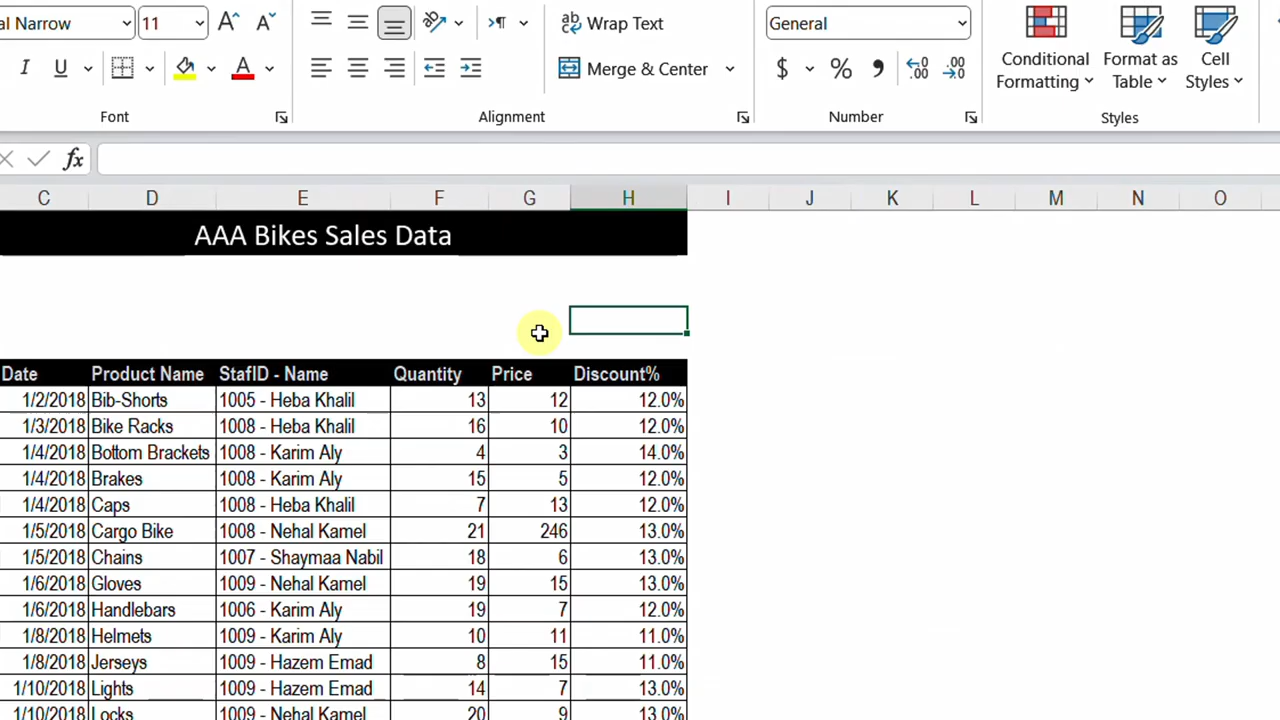 al Narrow 11 A^ A˅ ab Wrap Text General Conditional Format as Cell
I U A Merge & Center $ % , .00 .00 Formatting Table Styles
Font Alignment Number Styles
fx
C D E F G H I J K L M N O
AAA Bikes Sales Data
Date Product Name StafID - Name Quantity Price Discount%
1/2/2018 Bib-Shorts 1005 - Heba Khalil 13 12 12.0%
1/3/2018 Bike Racks 1008 - Heba Khalil 16 10 12.0%
1/4/2018 Bottom Brackets 1008 - Karim Aly 4 3 14.0%
1/4/2018 Brakes 1008 - Karim Aly 15 5 12.0%
1/4/2018 Caps 1008 - Heba Khalil 7 13 12.0%
1/5/2018 Cargo Bike 1008 - Nehal Kamel 21 246 13.0%
1/5/2018 Chains 1007 - Shaymaa Nabil 18 6 13.0%
1/6/2018 Gloves 1009 - Nehal Kamel 19 15 13.0%
1/6/2018 Handlebars 1006 - Karim Aly 19 7 12.0%
1/8/2018 Helmets 1009 - Karim Aly 10 11 11.0%
1/8/2018 Jerseys 1009 - Hazem Emad 8 15 11.0%
1/10/2018 Lights 1009 - Hazem Emad 14 7 13.0%
1/10/2018 Locks 1009 - Nehal Kamel 20 9 13.0%